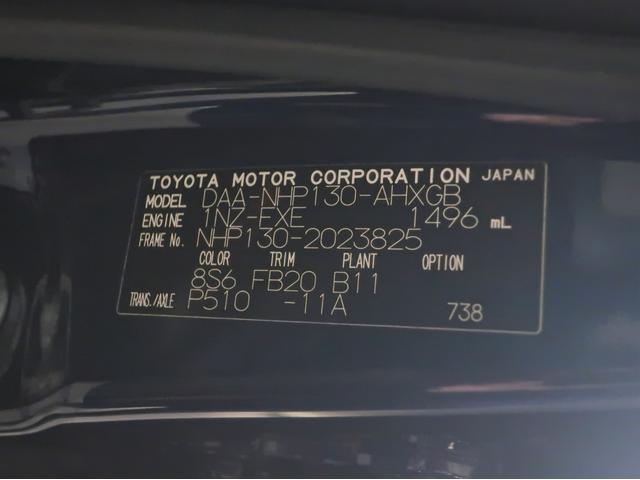 TOYOTA MOTOR CORPORATION JAPAN
MODEL DAA-NHP130-AHXGB
ENGINE 1NZ-FXE 1496 mL
FRAME No. NHP130-2023825
COLOR TRIM PLANT OPTION
8S6 FB20 B11
TRANS./AXLE P510 -11A 738